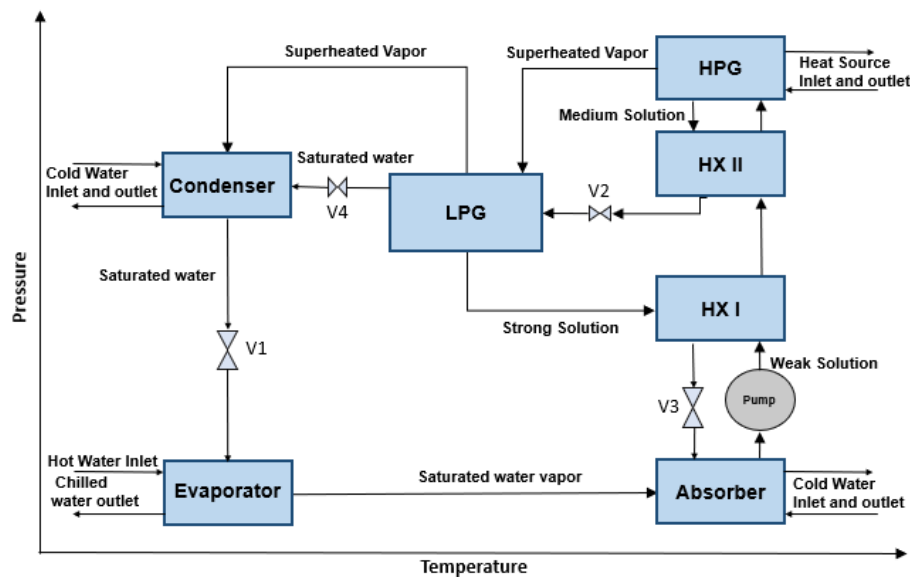 Superheated Vapor
Superheated Vapor
HPG
Heat Source
Inlet and outlet
Medium Solution
Saturated water
HX II
Cold Water
Inlet and outlet
Condenser
V4
LPG
V2
Saturated water
HX I
Strong Solution
V1
Weak Solution
Pump
V3
Hot Water Inlet
Chilled
water outlet
Evaporator
Saturated water vapor
Absorber
Cold Water
Inlet and outlet
Pressure
Temperature